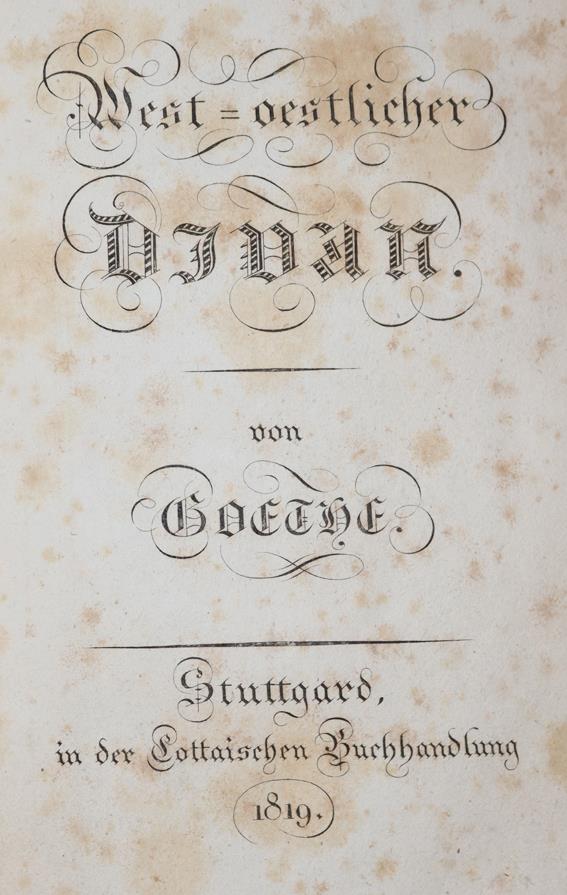 West=oestlicher
DIVAN.
von
GOETHE.
Stuttgard,
in der Cottaischen Buchhandlung
1819.